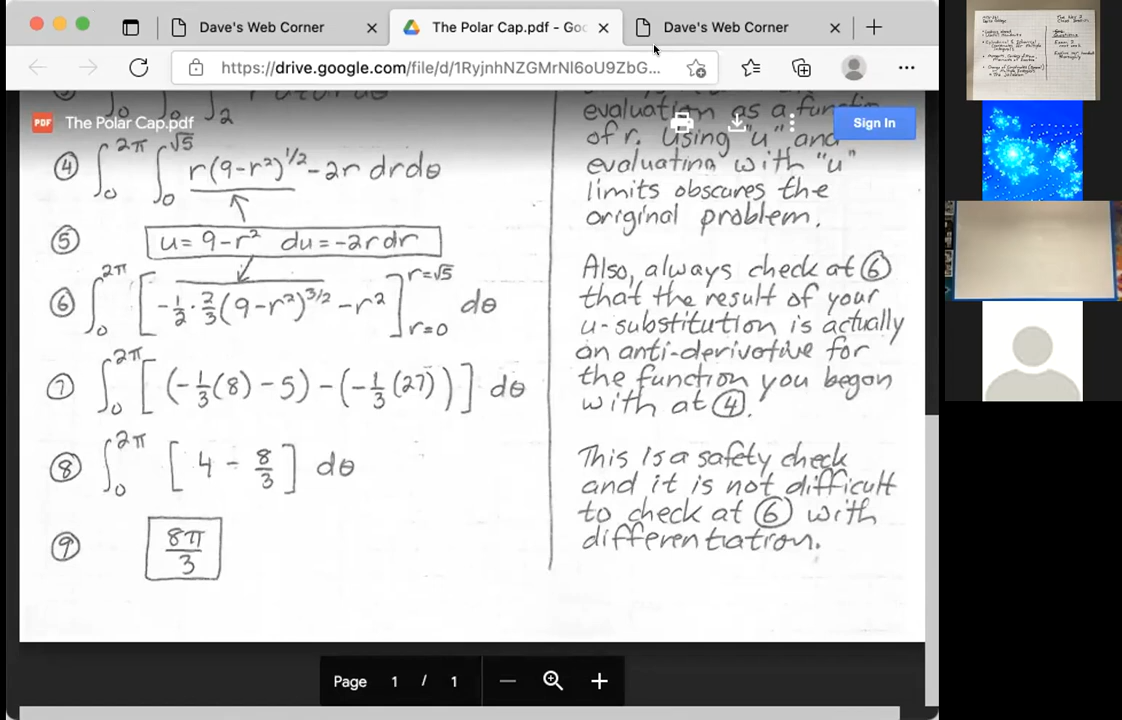 Dave's Web Corner
The Polar Cap.pdf - Goo
Dave's Web Corner
https://drive.google.com/file/d/1RyjnhNZGMrNl6oU9ZbG...
PDF The Polar Cap.pdf
Sign In
④ ∫₀^2π ∫₀^√5 r(9-r²)^1/2 - 2r drdθ
⑤ u = 9-r² du = -2rdr
⑥ ∫₀^2π [ -1/2 · 2/3 (9-r²)^3/2 - r² ]_r=0^r=√5 dθ
⑦ ∫₀^2π [ (-1/3(8) - 5) - (-1/3(27)) ] dθ
⑧ ∫₀^2π [ 4 - 8/3 ] dθ
⑨ 8π/3
evaluation as a functin
of r. Using "u" and
evaluating with "u"
limits obscures the
original problem.
Also, always check at ⑥
that the result of your
u-substitution is actually
an anti-derivative for
the function you began
with at ④.
This is a safety check
and it is not difficult
to check at ⑥ with
differentiation.
Page 1 / 1